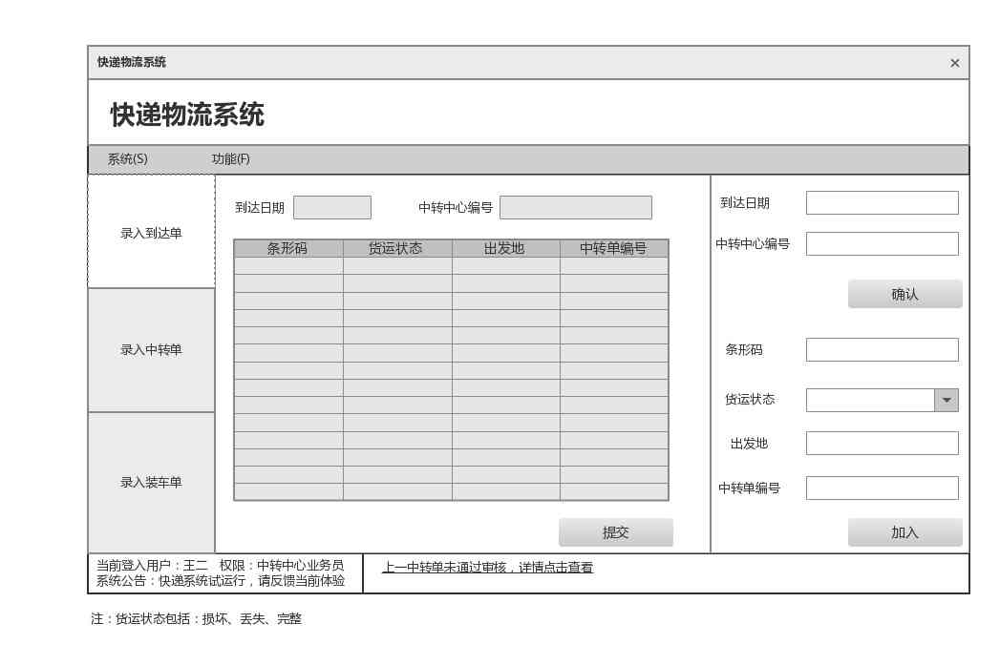 快递物流系统
快递物流系统
系统(S) 功能(F)
录入到达单
录入中转单
录入装车单
到达日期 中转中心编号
条形码 货运状态 出发地 中转单编号
提交
到达日期
中转中心编号
确认
条形码
货运状态
出发地
中转单编号
加入
当前登入用户：王二 权限：中转中心业务员
系统公告：快递系统试运行，请反馈当前体验
上一中转单未通过审核，详情点击查看
注：货运状态包括：损坏、丢失、完整